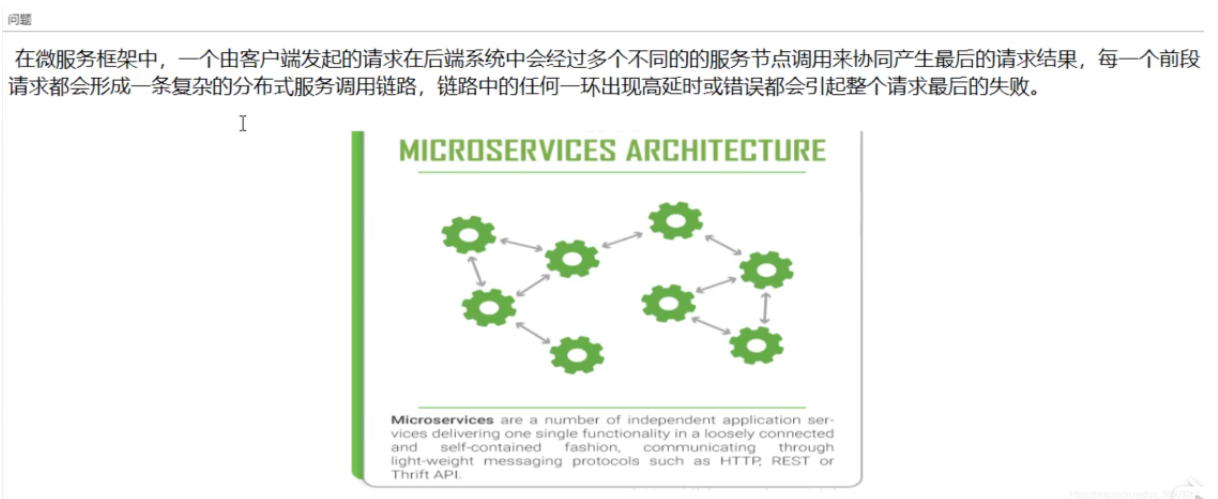 问题
在微服务框架中，一个由客户端发起的请求在后端系统中会经过多个不同的的服务节点调用来协同产生最后的请求结果，每一个前段
请求都会形成一条复杂的分布式服务调用链路，链路中的任何一环出现高延时或错误都会引起整个请求最后的失败。
MICROSERVICES ARCHITECTURE
Microservices are a number of independent application ser-
vices delivering one single functionality in a loosely connected
and self-contained fashion, communicating through
light-weight messaging protocols such as HTTP, REST or
Thrift API.